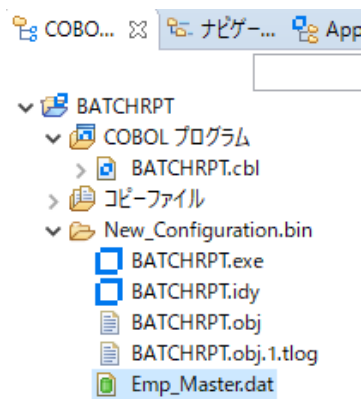 COBO... ナビゲー... App
BATCHRPT
COBOL プログラム
BATCHRPT.cbl
コピーファイル
New_Configuration.bin
BATCHRPT.exe
BATCHRPT.idy
BATCHRPT.obj
BATCHRPT.obj.1.tlog
Emp_Master.dat